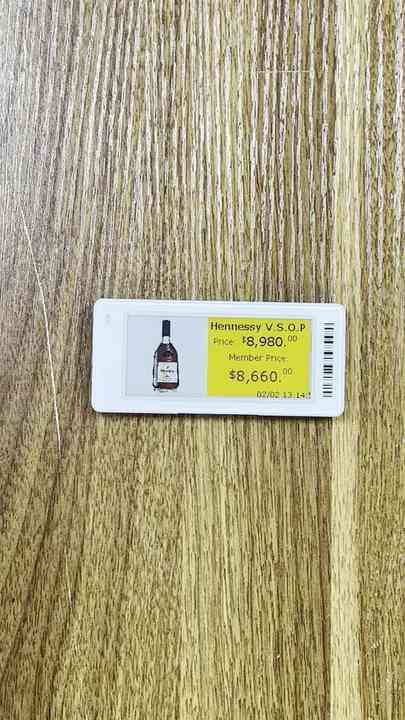 Hennessy V.S.O.P
Price: $8,980.00
Member Price:
$8,660.00
02/02 13:14: